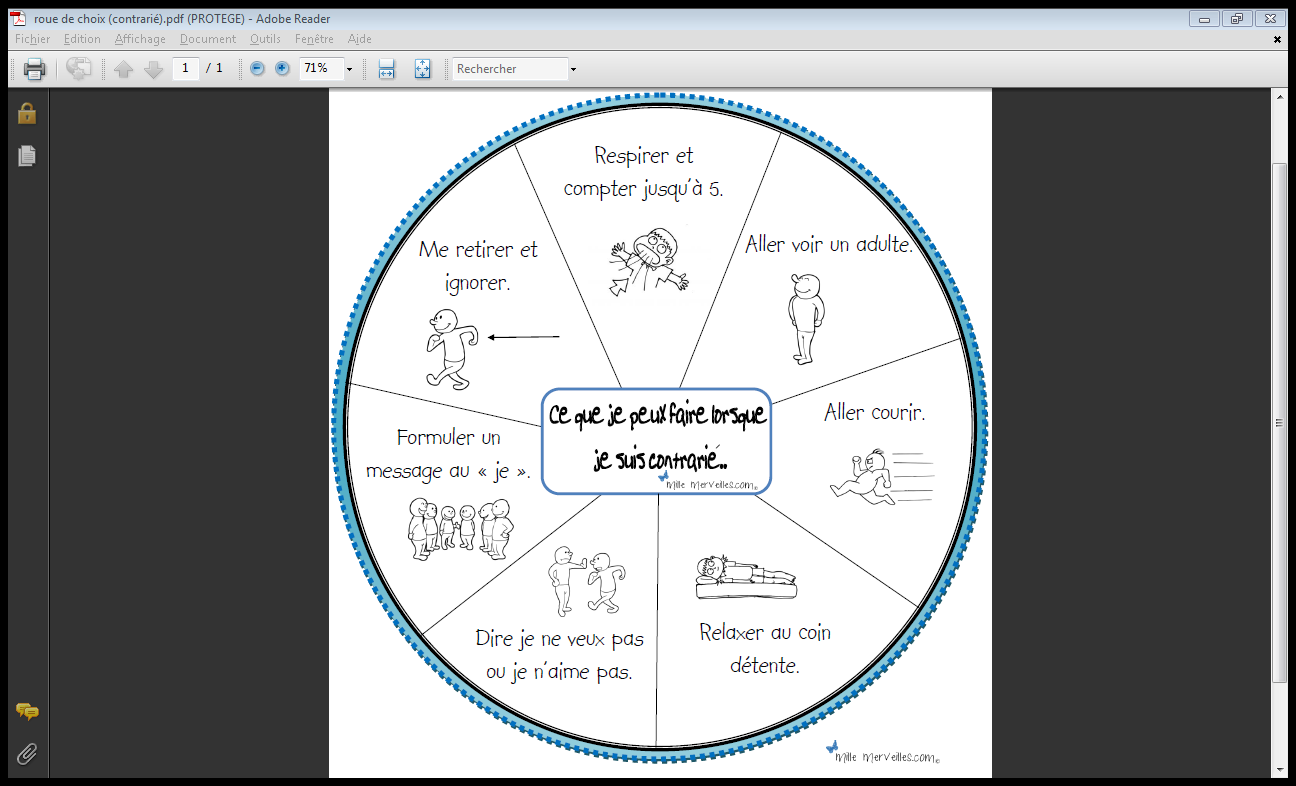 roue de choix (contrarié).pdf (PROTEGE) - Adobe Reader
Fichier Edition Affichage Document Outils Fenêtre Aide
1 / 1 71% Rechercher
Respirer et
compter jusqu'à 5.
Aller voir un adulte.
Me retirer et
ignorer.
Ce que je peux faire lorsque
je suis contrarié..
Mille Merveilles.com©
Aller courir.
Formuler un
message au « je ».
Relaxer au coin
détente.
Dire je ne veux pas
ou je n'aime pas.
Mille Merveilles.com©